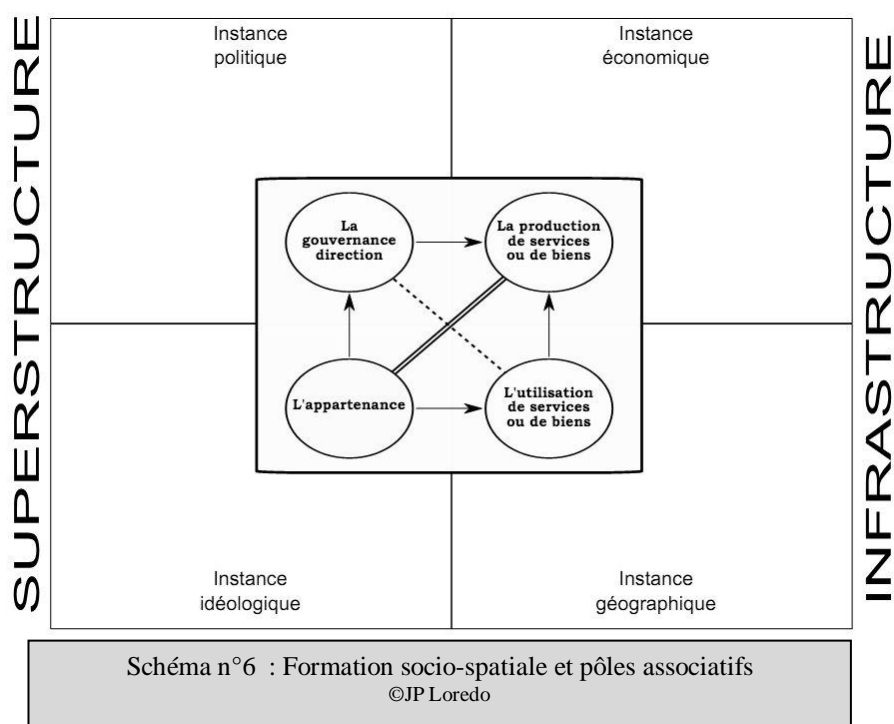 SUPERSTRUCTURE
Instance
politique
Instance
économique
INFRASTRUCTURE
La
gouvernance
direction
La production
de services
ou de biens
L'appartenance
L'utilisation
de services
ou de biens
Instance
idéologique
Instance
géographique
Schéma n°6 : Formation socio-spatiale et pôles associatifs
©JP Loredo